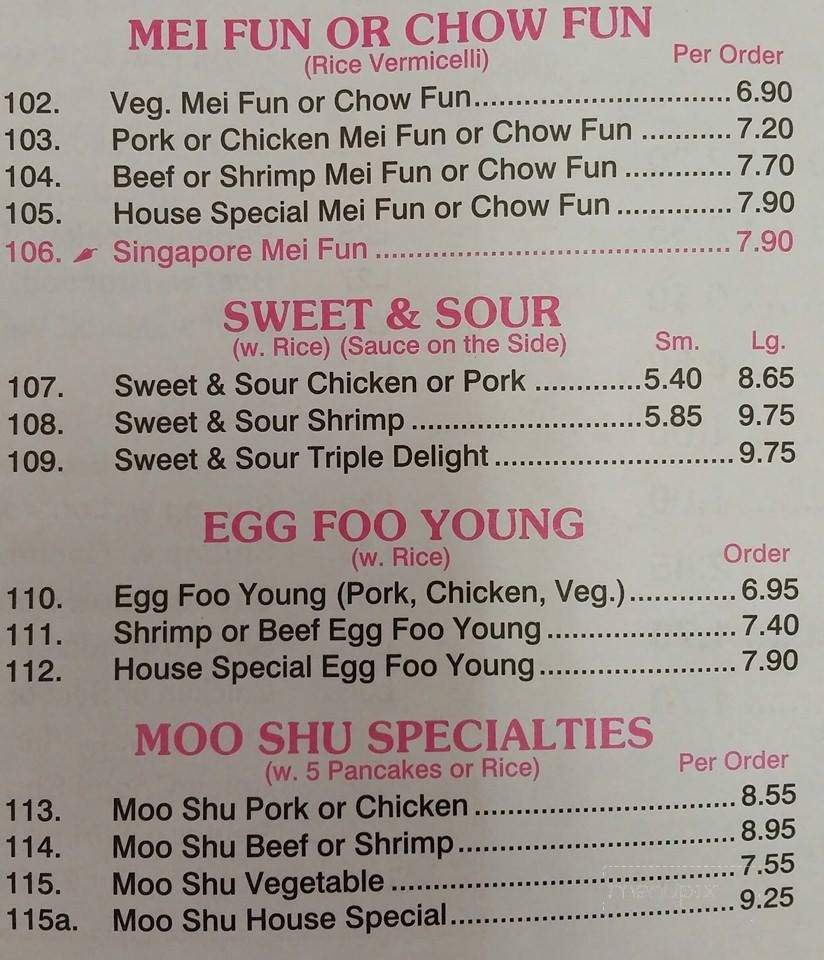 MEI FUN OR CHOW FUN
(Rice Vermicelli) Per Order
102. Veg. Mei Fun or Chow Fun..............................6.90
103. Pork or Chicken Mei Fun or Chow Fun ...........7.20
104. Beef or Shrimp Mei Fun or Chow Fun .............7.70
105. House Special Mei Fun or Chow Fun ..............7.90
106. Singapore Mei Fun ..........................................7.90
SWEET & SOUR
(w. Rice) (Sauce on the Side) Sm. Lg.
107. Sweet & Sour Chicken or Pork .............5.40 8.65
108. Sweet & Sour Shrimp ...........................5.85 9.75
109. Sweet & Sour Triple Delight............................9.75
EGG FOO YOUNG
(w. Rice) Order
110. Egg Foo Young (Pork, Chicken, Veg.).............6.95
111. Shrimp or Beef Egg Foo Young ......................7.40
112. House Special Egg Foo Young.......................7.90
MOO SHU SPECIALTIES
(w. 5 Pancakes or Rice) Per Order
113. Moo Shu Pork or Chicken ...............................8.55
114. Moo Shu Beef or Shrimp.................................8.95
115. Moo Shu Vegetable .........................................7.55
115a. Moo Shu House Special..................................9.25
menupix